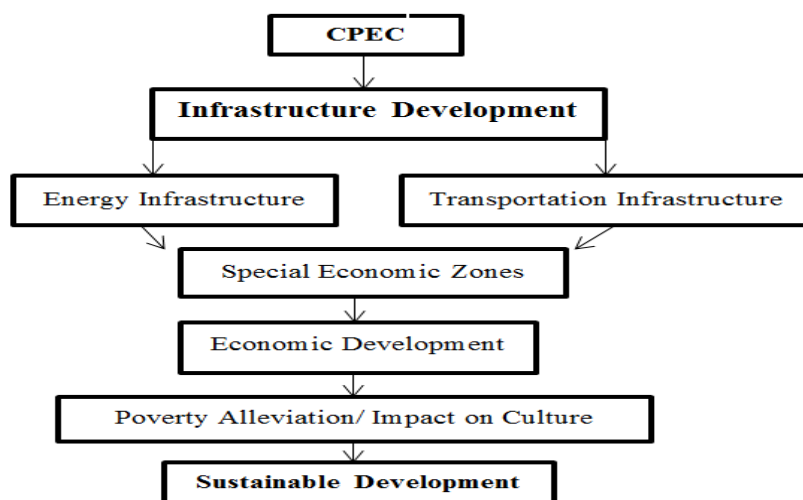 CPEC
Infrastructure Development
Energy Infrastructure
Transportation Infrastructure
Special Economic Zones
Economic Development
Poverty Alleviation/ Impact on Culture
Sustainable Development